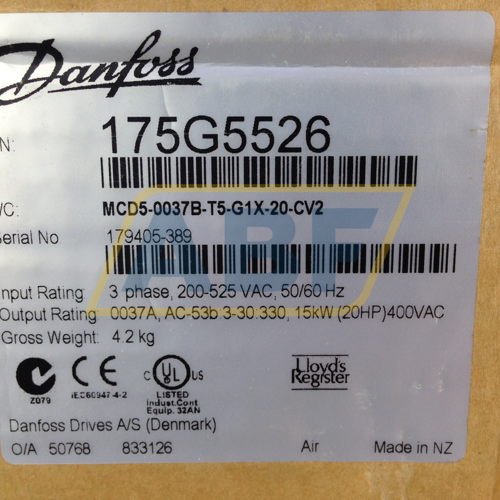 Danfoss
N: 175G5526
/C: MCD5-0037B-T5-G1X-20-CV2
Serial No 179405-389
Input Rating: 3 phase, 200-525 VAC, 50/60 Hz
Output Rating: 0037A, AC-53b:3-30:330, 15kW (20HP)400VAC
Gross Weight: 4.2 kg
Z079
CE
IEC60947-4-2
C UL US
LISTED
Indust.Cont
Equip. 32AN
Lloyd's
Register
Danfoss Drives A/S (Denmark)
O/A 50768 833126 Air Made in NZ
ABF